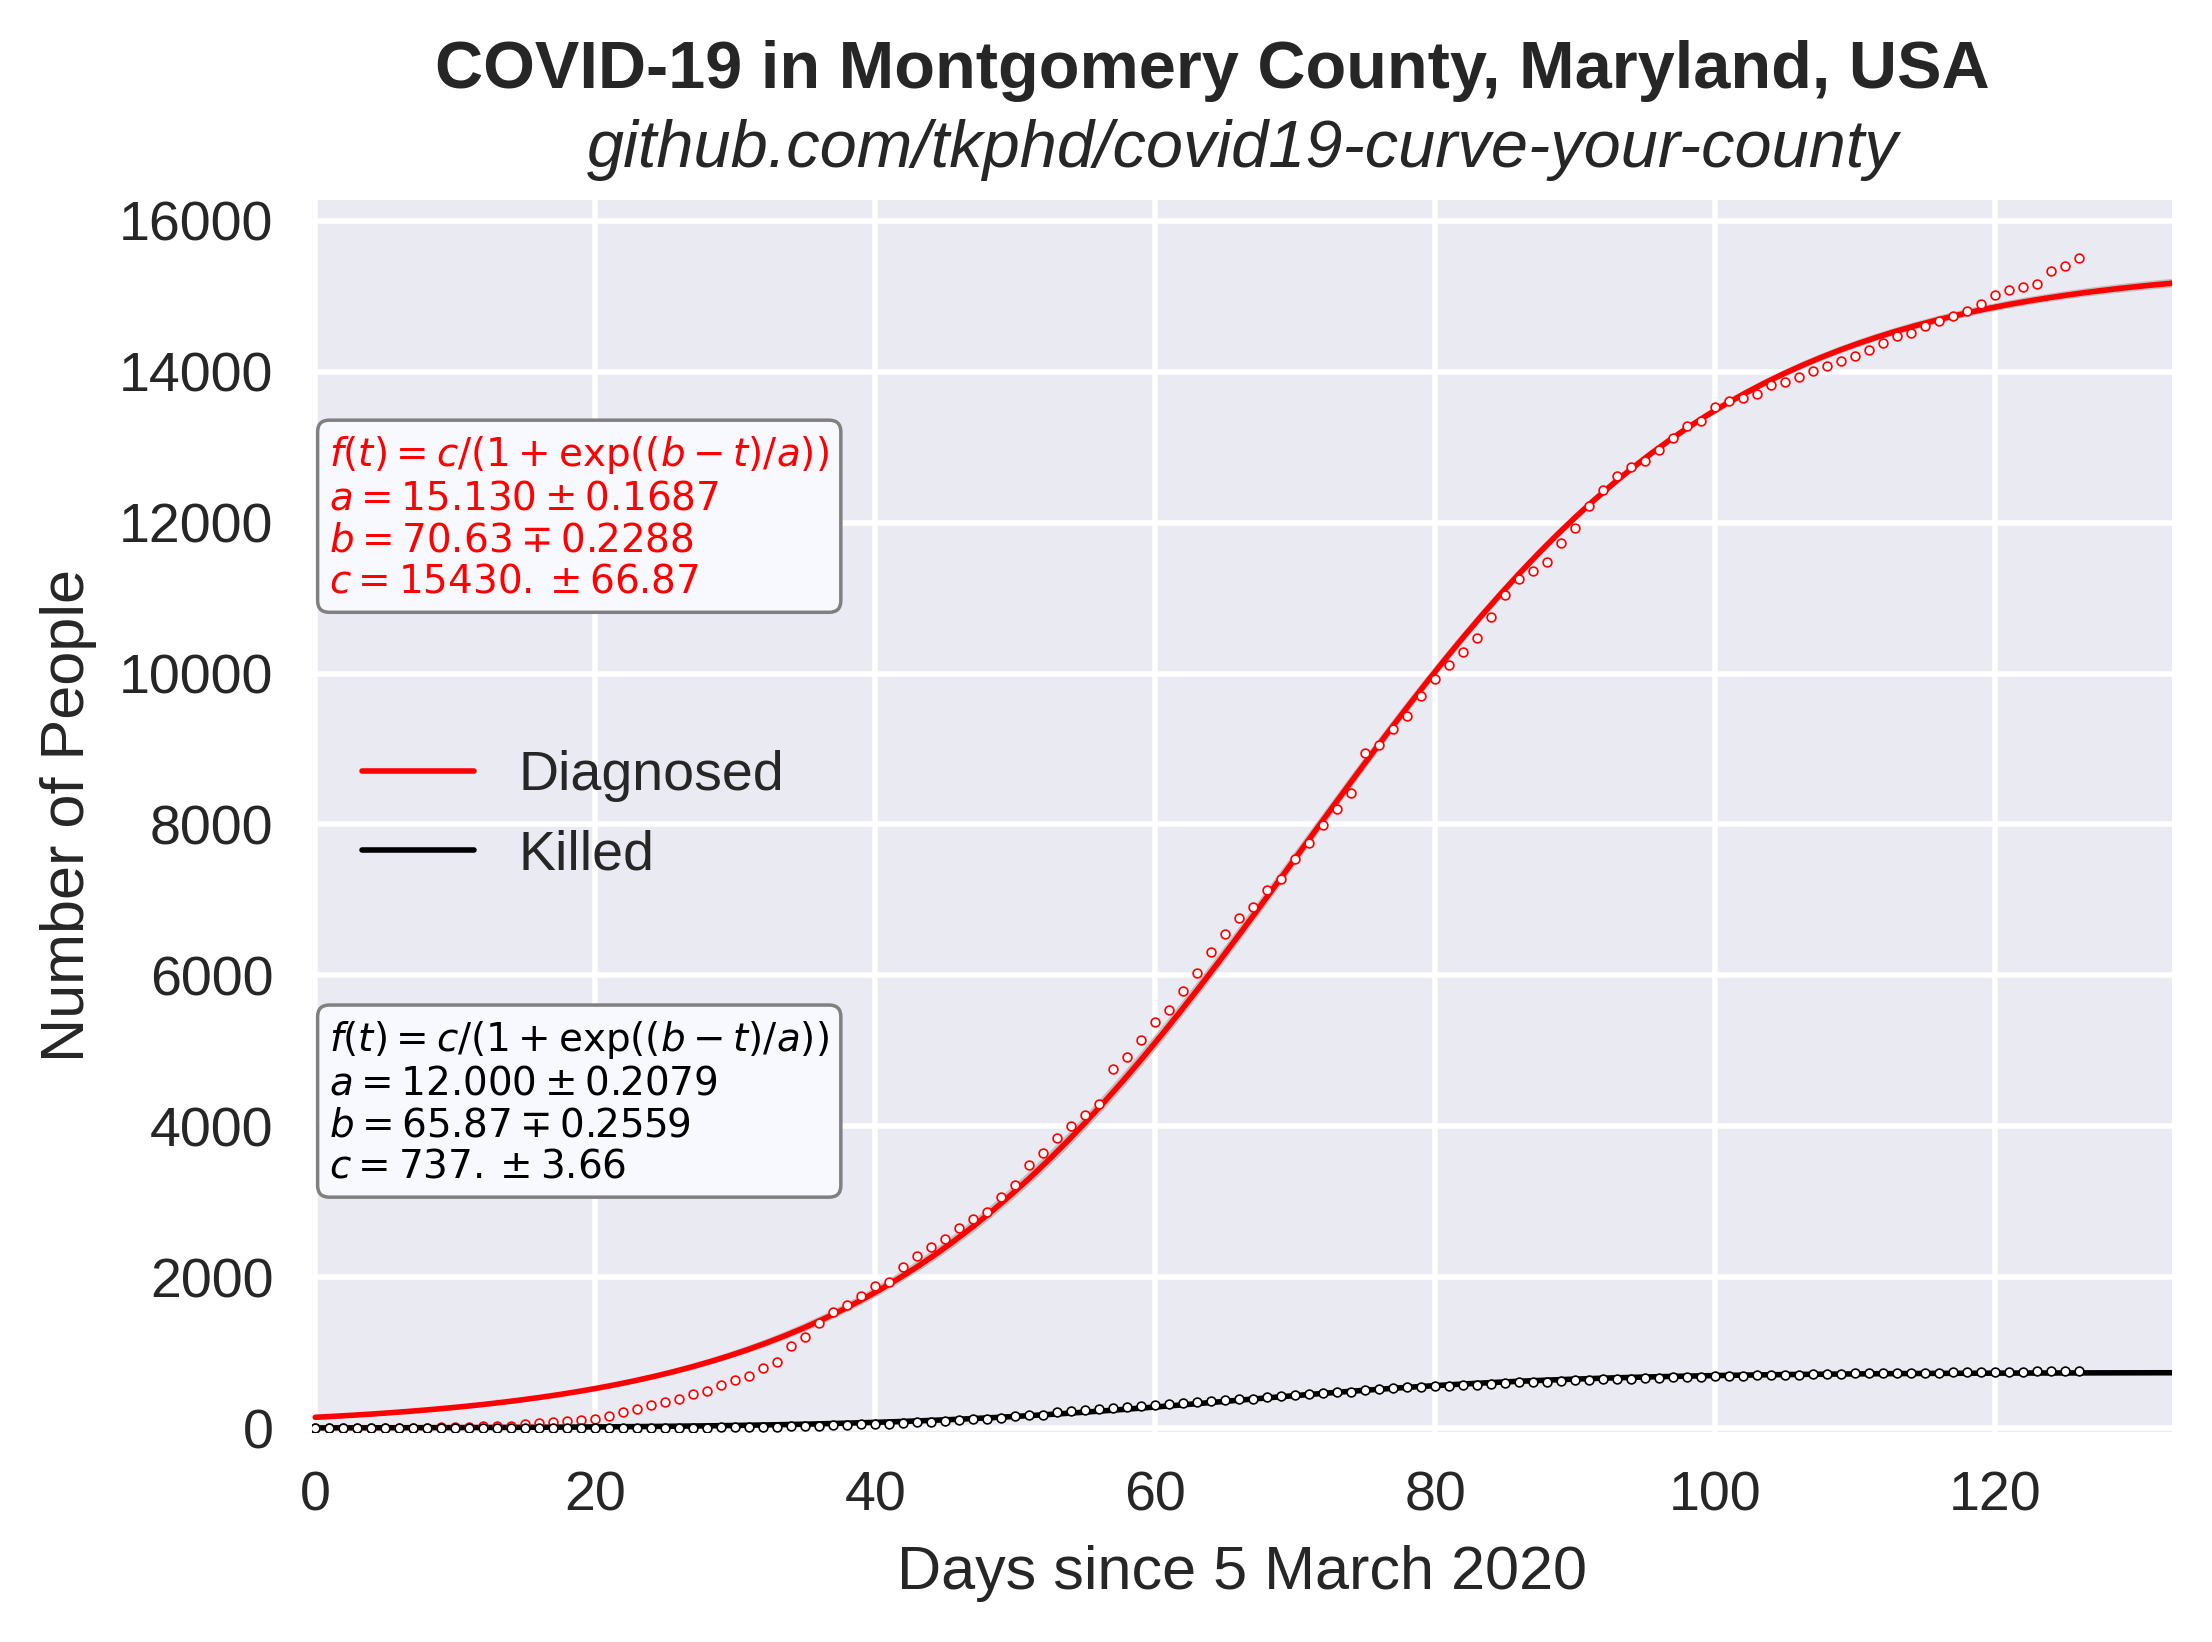 COVID-19 in Montgomery County, Maryland, USA
github.com/tkphd/covid19-curve-your-county
Number of People
16000
14000
12000
10000
8000
6000
4000
2000
0
f(t) = c/(1 + exp((b − t)/a))
a = 15.130 ± 0.1687
b = 70.63 ∓ 0.2288
c = 15430. ± 66.87
Diagnosed
Killed
f(t) = c/(1 + exp((b − t)/a))
a = 12.000 ± 0.2079
b = 65.87 ∓ 0.2559
c = 737. ± 3.66
0 20 40 60 80 100 120
Days since 5 March 2020